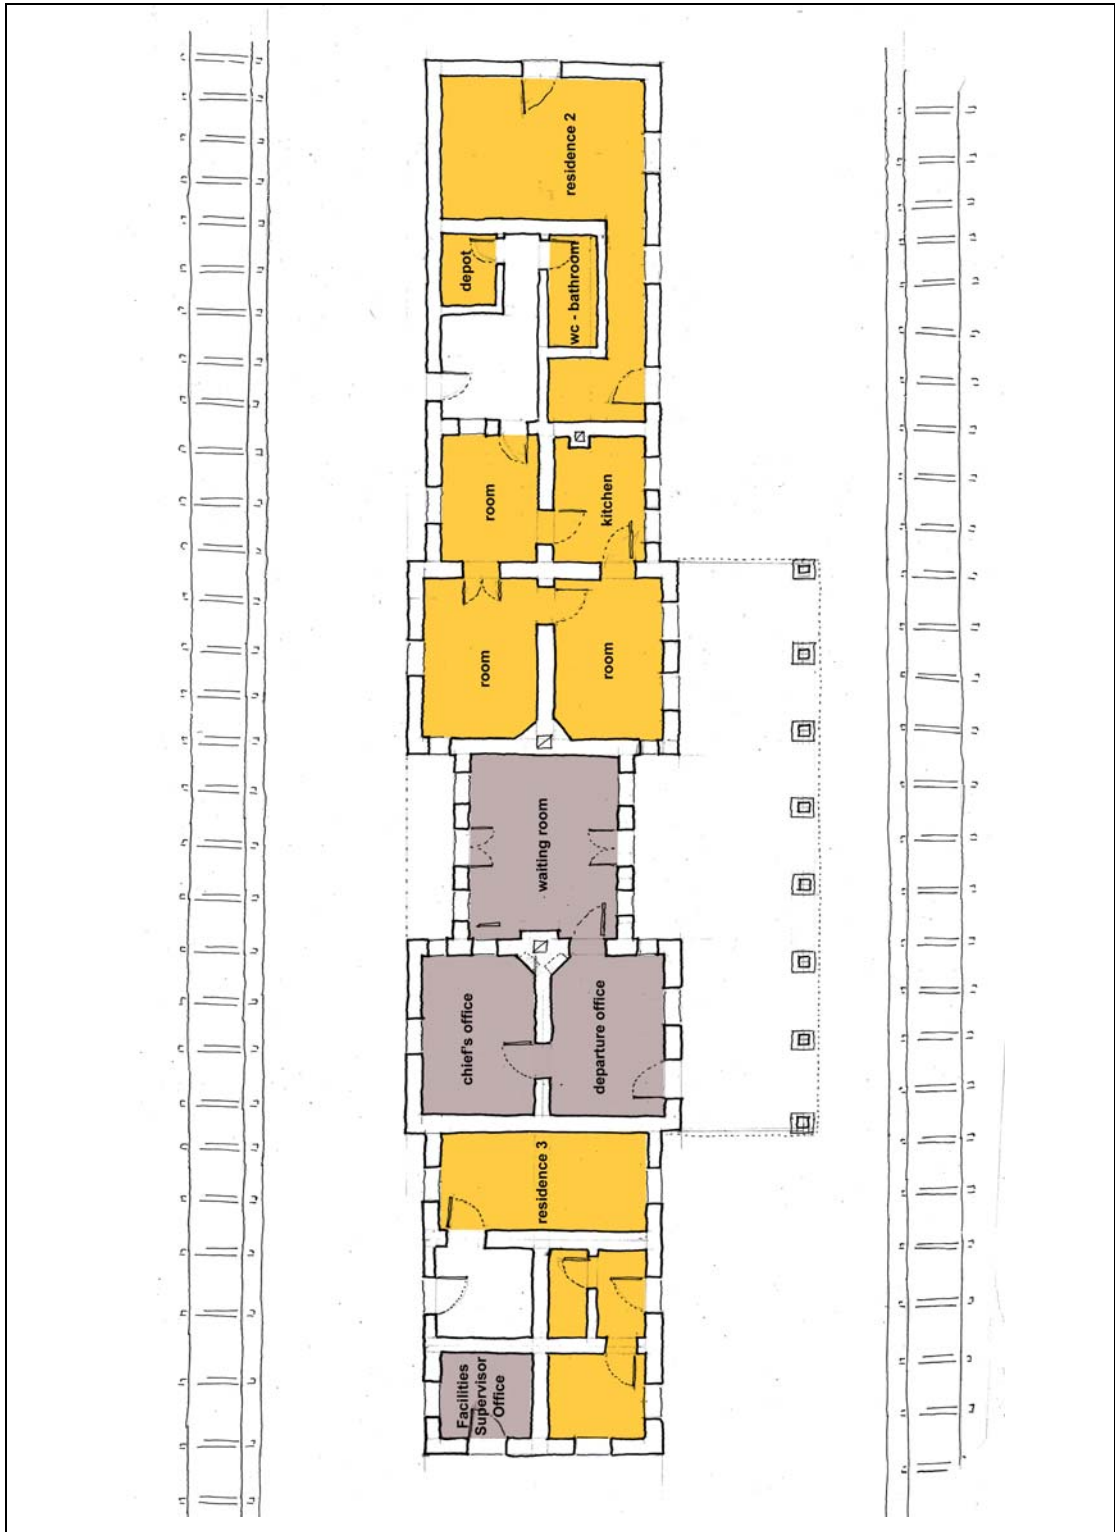 residence 2
depot
wc - bathroom
room
kitchen
room
room
waiting room
chief's office
departure office
residence 3
Facilities
Supervisor
Office